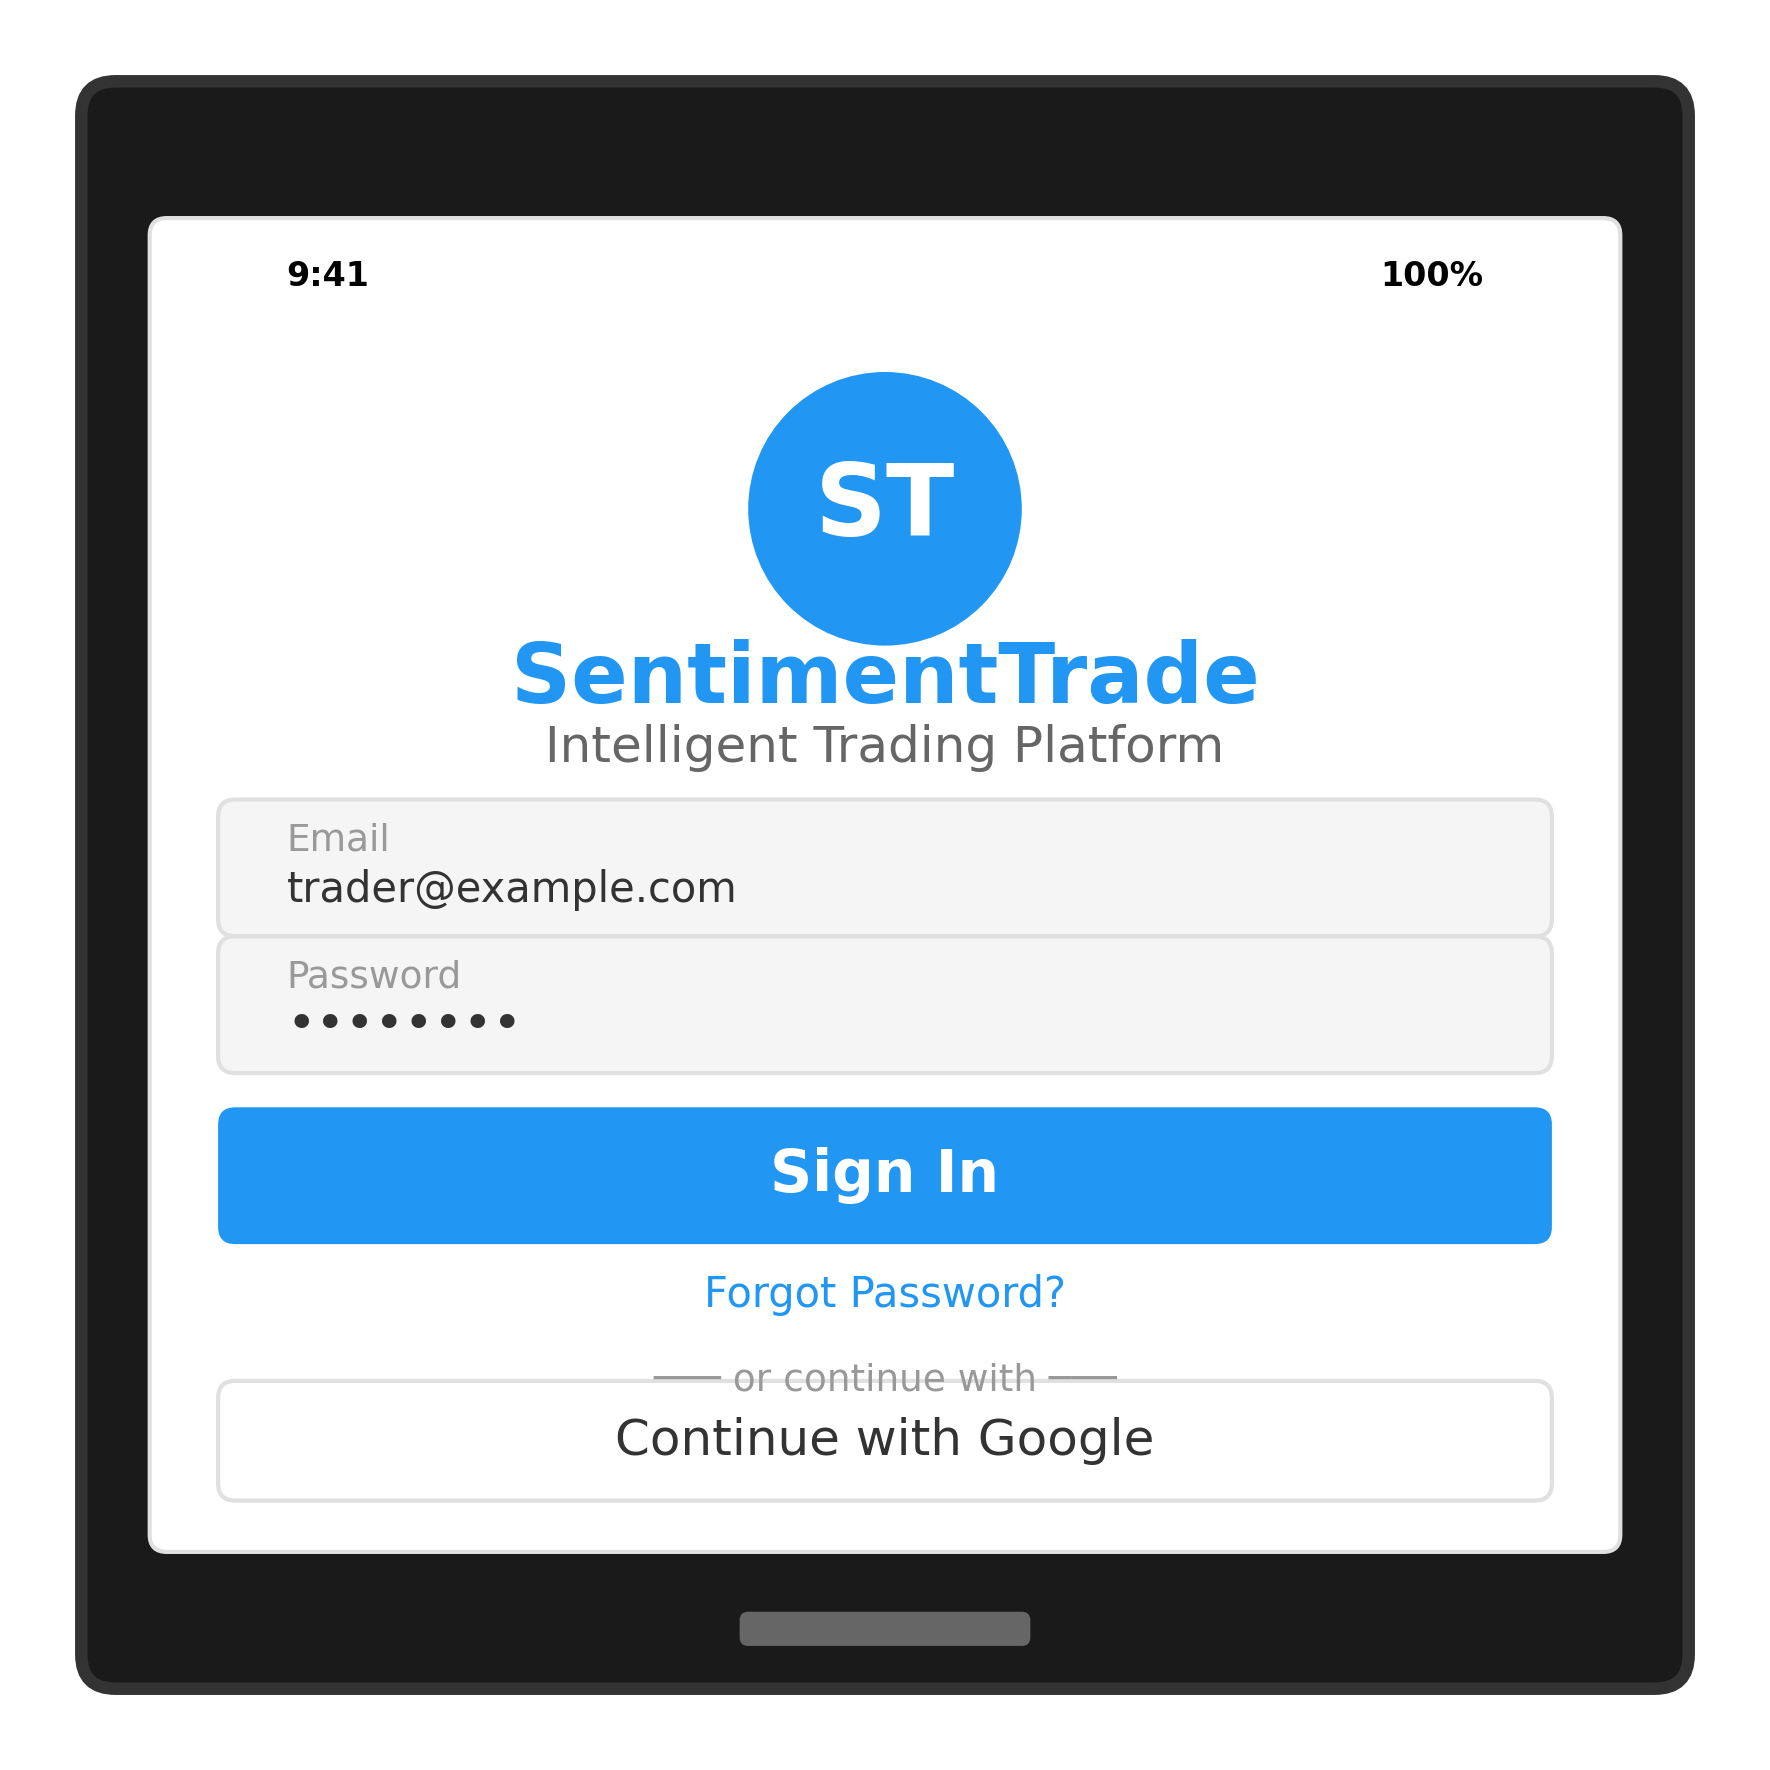 9:41 100%
ST
SentimentTrade
Intelligent Trading Platform
Email
trader@example.com
Password
••••••••
Sign In
Forgot Password?
—— or continue with ——
Continue with Google